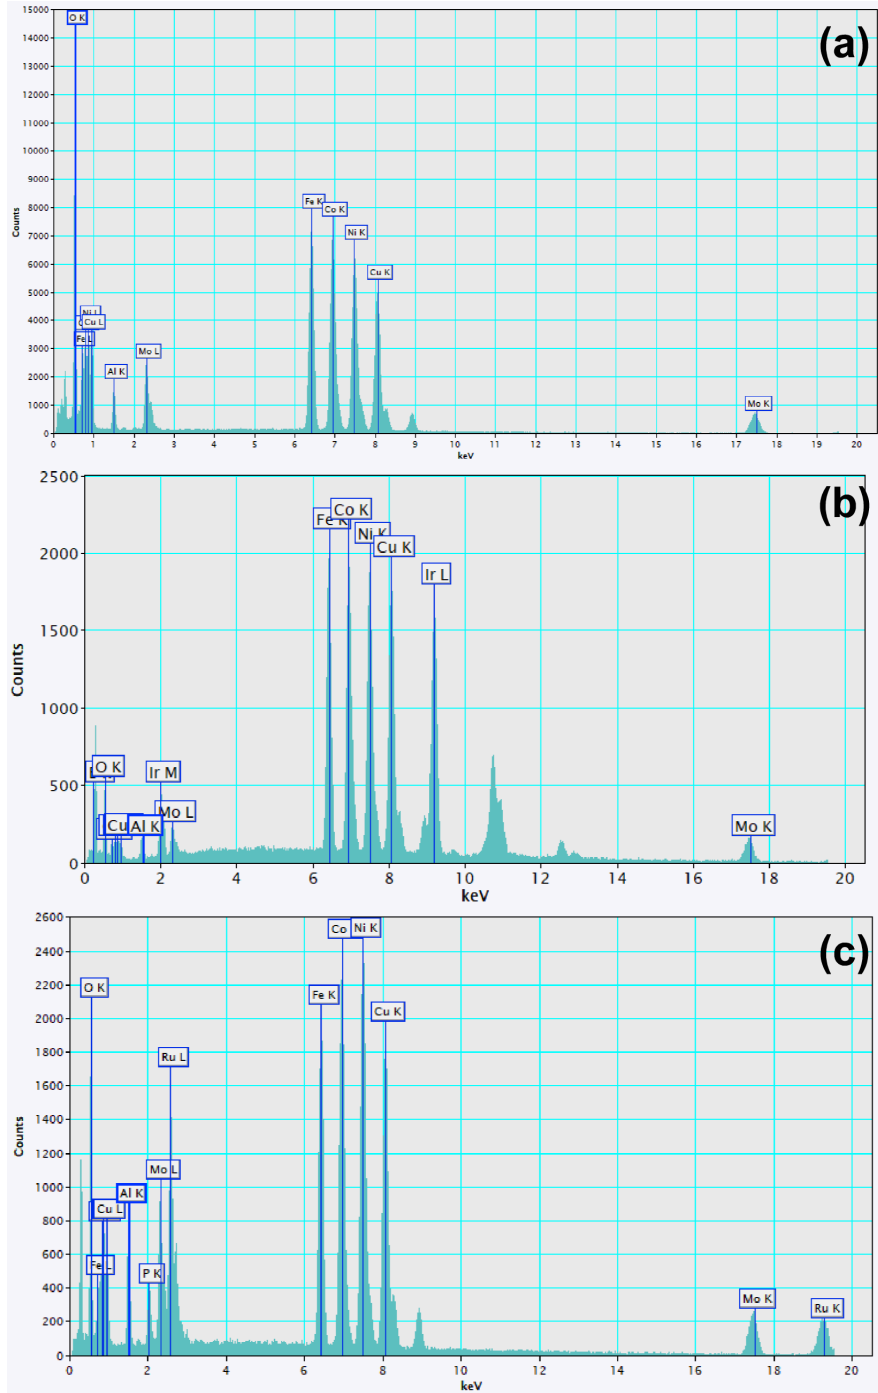 (a)
15000
14000
13000
12000
11000
10000
9000
8000
7000
6000
5000
4000
3000
2000
1000
0
Counts
O K
Ni L
Cu L
Fe L
Al K
Mo L
Fe K
Co K
Ni K
Cu K
Mo K
0 1 2 3 4 5 6 7 8 9 10 11 12 13 14 15 16 17 18 19 20
keV
(b)
2500
2000
1500
1000
500
0
Counts
O K
Cu
Al K
Ir M
Mo L
Fe K
Co K
Ni K
Cu K
Ir L
Mo K
0 2 4 6 8 10 12 14 16 18 20
keV
(c)
2600
2400
2200
2000
1800
1600
1400
1200
1000
800
600
400
200
0
Counts
O K
Fe L
Cu L
Al K
P K
Mo L
Ru L
Fe K
Co
Ni K
Cu K
Mo K
Ru K
0 2 4 6 8 10 12 14 16 18 20
keV